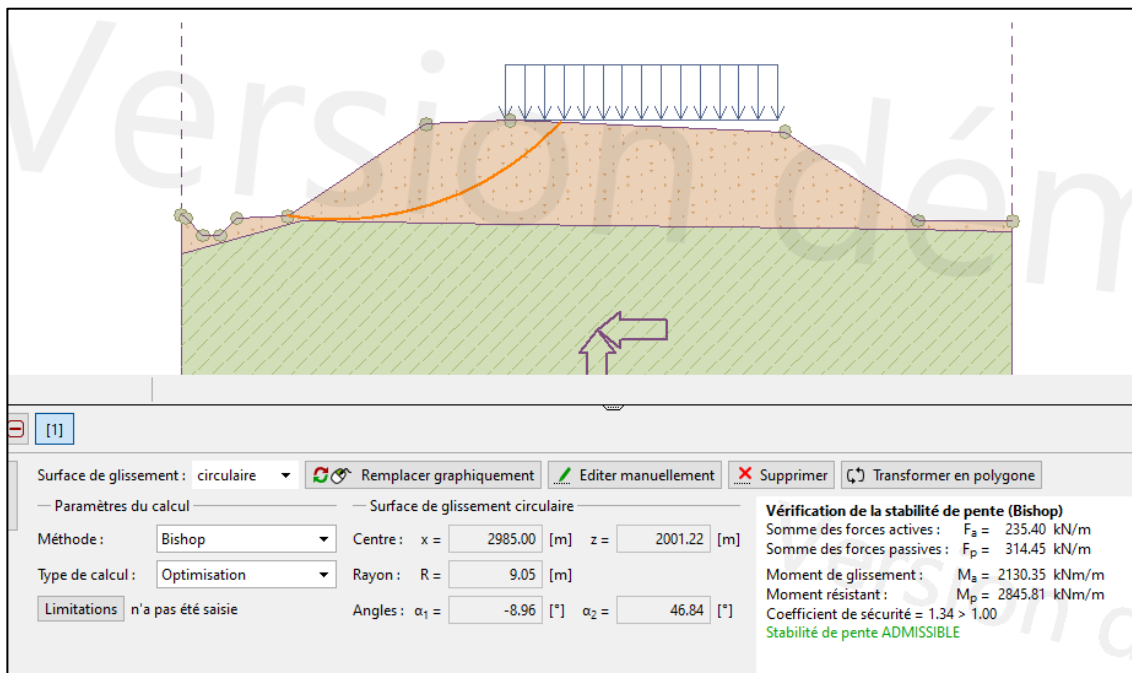 Version dém
[1]
Surface de glissement : circulaire Remplacer graphiquement Editer manuellement Supprimer Transformer en polygone
Paramètres du calcul
Méthode : Bishop
Type de calcul : Optimisation
Limitations n'a pas été saisie
Surface de glissement circulaire
Centre : x = 2985.00 [m] z = 2001.22 [m]
Rayon : R = 9.05 [m]
Angles : α1 = -8.96 [°] α2 = 46.84 [°]
Vérification de la stabilité de pente (Bishop)
Somme des forces actives : Fa = 235.40 kN/m
Somme des forces passives : Fp = 314.45 kN/m
Moment de glissement : Ma = 2130.35 kNm/m
Moment résistant : Mp = 2845.81 kNm/m
Coefficient de sécurité = 1.34 > 1.00
Stabilité de pente ADMISSIBLE
Version d